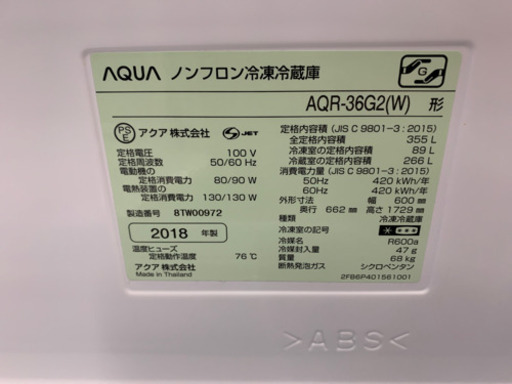 AQUA ノンフロン冷凍冷蔵庫
G
AQR-36G2(W) 形
PS E アクア株式会社 S JET
定格電圧 100 V
定格周波数 50/60 Hz
電動機の
定格消費電力 80/90 W
電熱装置の
定格消費電力 130/130 W
製造番号 8TW00972
2018 年製
温度ヒューズ
定格動作温度 76℃
アクア株式会社
Made in Thailand
定格内容積 (JIS C 9801-3:2015)
全定格内容積 355 L
冷凍室の定格内容積 89 L
冷蔵室の定格内容積 266 L
消費電力量 (JIS C 9801-3:2015)
50Hz 420 kWh/年
60Hz 420 kWh/年
外形寸法 幅 600 mm
奥行 662 mm 高さ 1729 mm
種類 冷凍冷蔵庫
冷凍室の記号
冷媒名 R600a
冷媒封入量 47 g
質量 68 kg
断熱発泡ガス シクロペンタン
2FB6P401561001
>ABS<